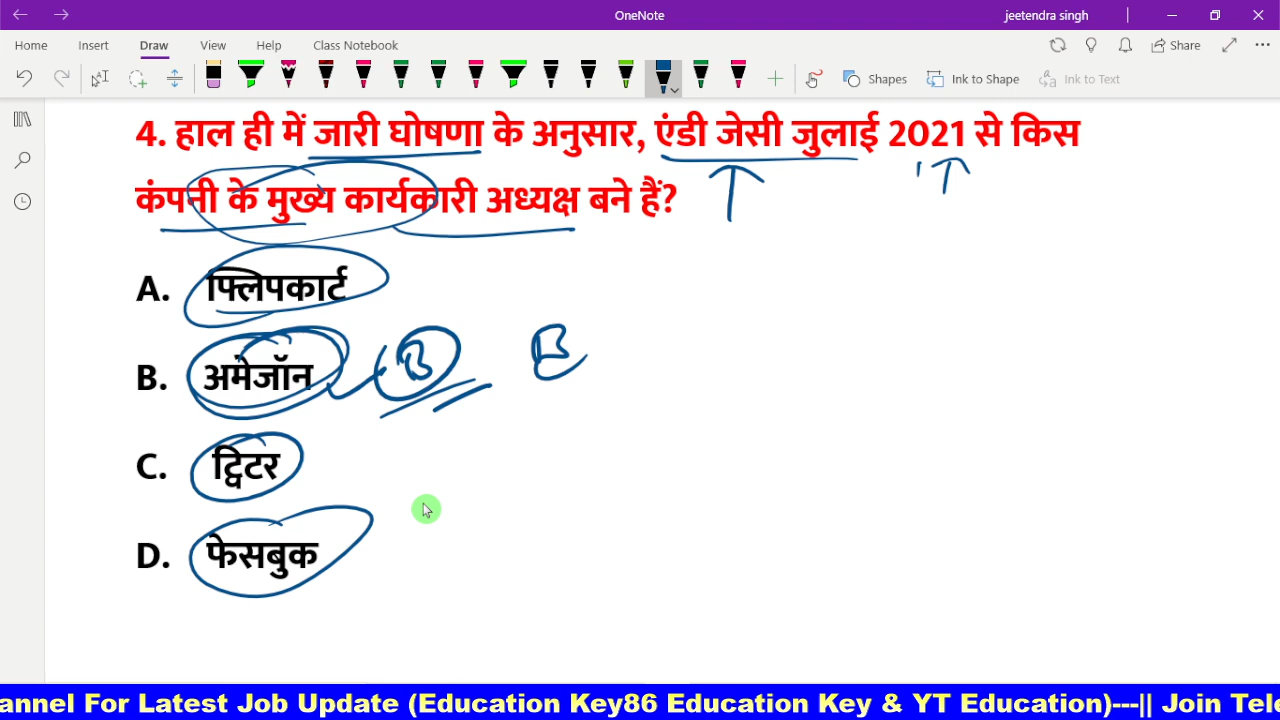 OneNote
jeetendra singh
Home Insert Draw View Help Class Notebook
Share
Shapes Ink to Shape Ink to Text
4. हाल ही में जारी घोषणा के अनुसार, एंडी जेसी जुलाई 2021 से किस
कंपनी के मुख्य कार्यकारी अध्यक्ष बने हैं?
A. फ्लिपकार्ट
B. अमेजॉन B B
C. ट्विटर
D. फेसबुक
annel For Latest Job Update (Education Key86 Education Key & YT Education)---|| Join Tele